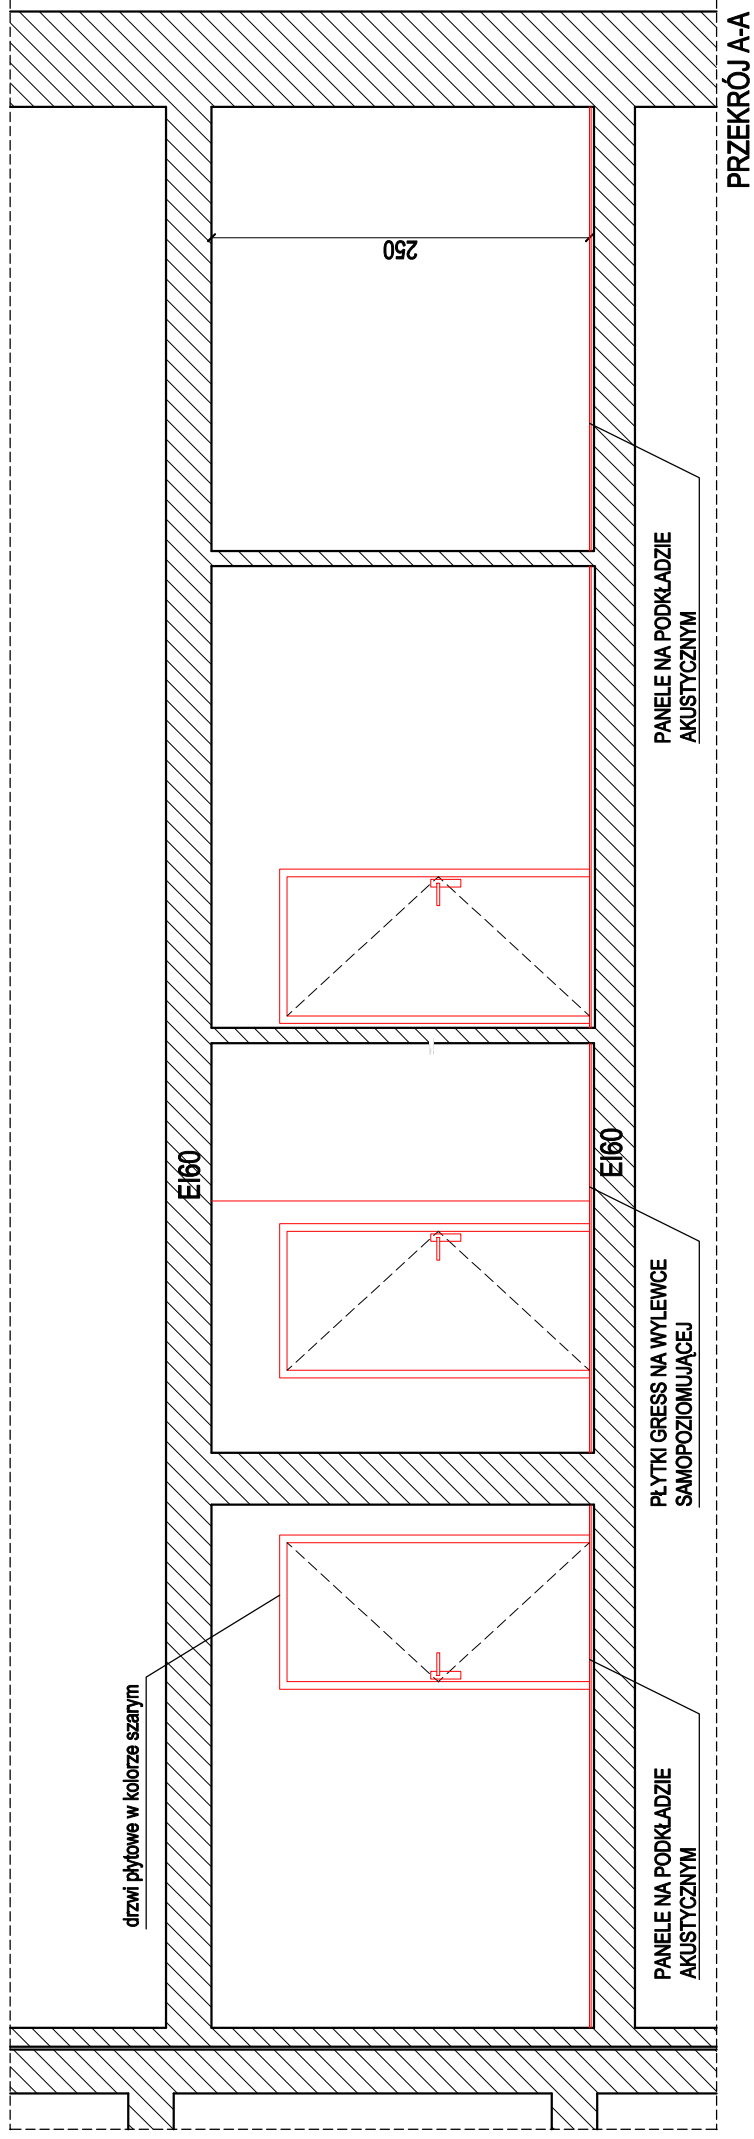 drzwi płytowe w kolorze szarym
EI60
EI60
250
PANELE NA PODKŁADZIE
AKUSTYCZNYM
PŁYTKI GRESS NA WYLEWCE
SAMOPOZIOMUJĄCEJ
PANELE NA PODKŁADZIE
AKUSTYCZNYM
PRZEKRÓJ A-A